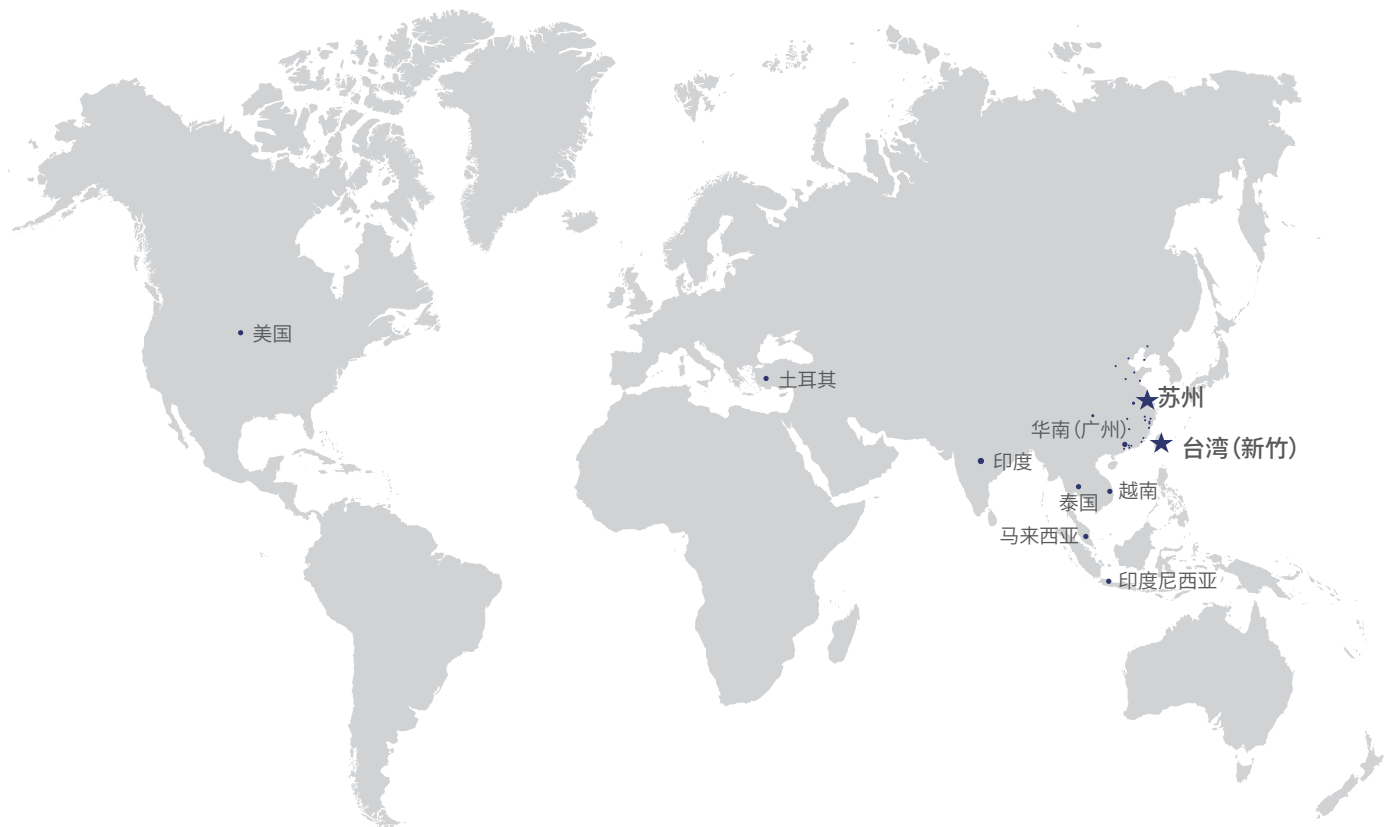 美国
土耳其
苏州
华南(广州)
台湾(新竹)
印度
越南
泰国
马来西亚
印度尼西亚